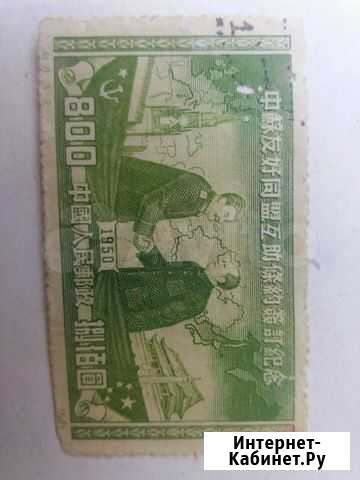 中蘇友好同盟互助條約簽訂紀念
1950
800 中國人民郵政 捌佰圓
1
Интернет-
Кабинет.Ру